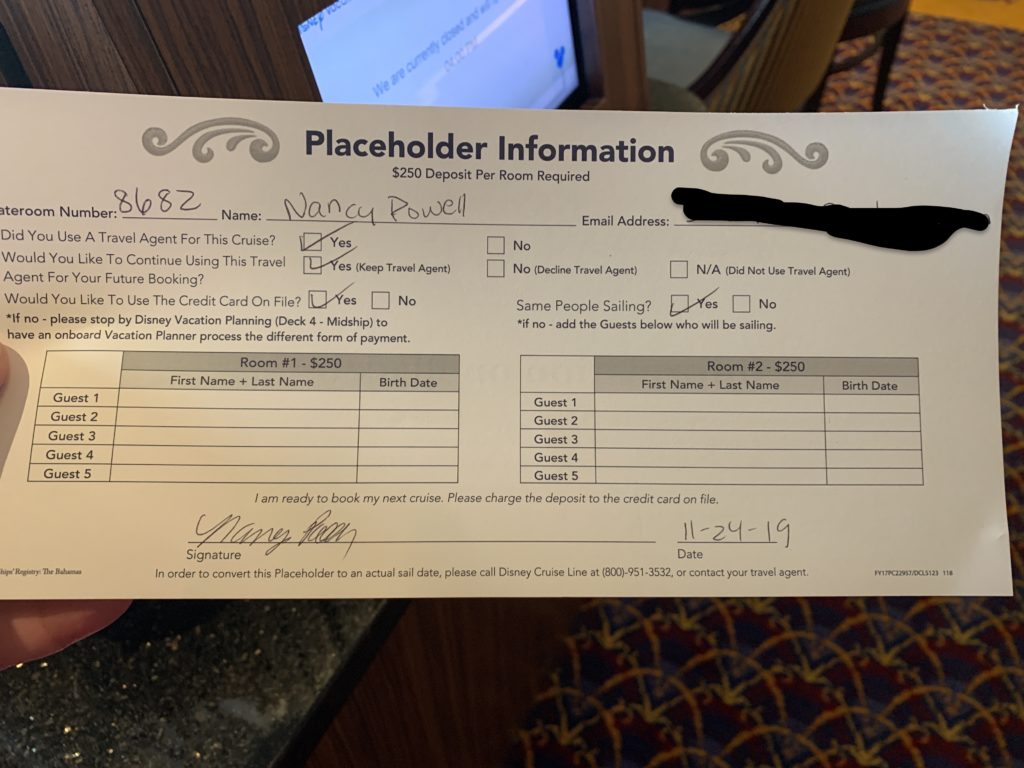 We are currently closed and will
Placeholder Information
$250 Deposit Per Room Required
ateroom Number: 8682 Name: Nancy Powell Email Address:
Did You Use A Travel Agent For This Cruise? Yes No
Would You Like To Continue Using This Travel Agent For Your Future Booking? Yes (Keep Travel Agent) No (Decline Travel Agent) N/A (Did Not Use Travel Agent)
Would You Like To Use The Credit Card On File? Yes No Same People Sailing? Yes No
*If no - please stop by Disney Vacation Planning (Deck 4 - Midship) to *if no - add the Guests below who will be sailing.
have an onboard Vacation Planner process the different form of payment.
Room #1 - $250 Room #2 - $250
First Name + Last Name Birth Date First Name + Last Name Birth Date
Guest 1 Guest 1
Guest 2 Guest 2
Guest 3 Guest 3
Guest 4 Guest 4
Guest 5 Guest 5
I am ready to book my next cruise. Please charge the deposit to the credit card on file.
11-24-19
Signature Date
hips' Registry: The Bahamas In order to convert this Placeholder to an actual sail date, please call Disney Cruise Line at (800)-951-3532, or contact your travel agent. FY17PC22957/DCL5123 118